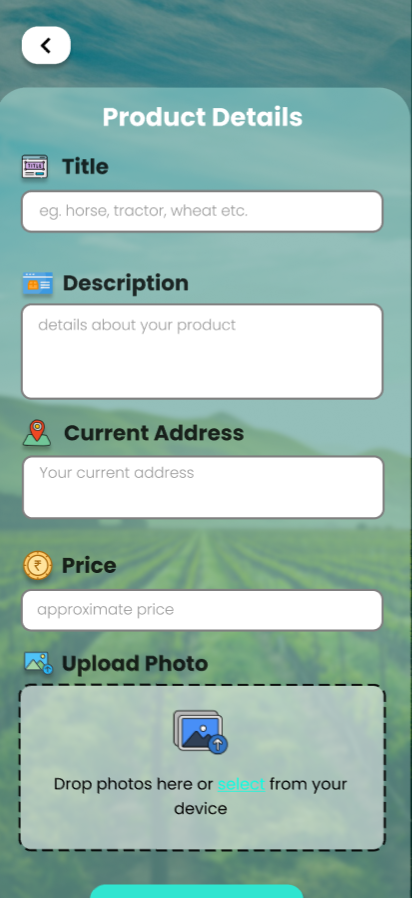 Product Details
Title
eg. horse, tractor, wheat etc.
Description
details about your product
Current Address
Your current address
Price
₹
approximate price
Upload Photo
Drop photos here or select from your
device